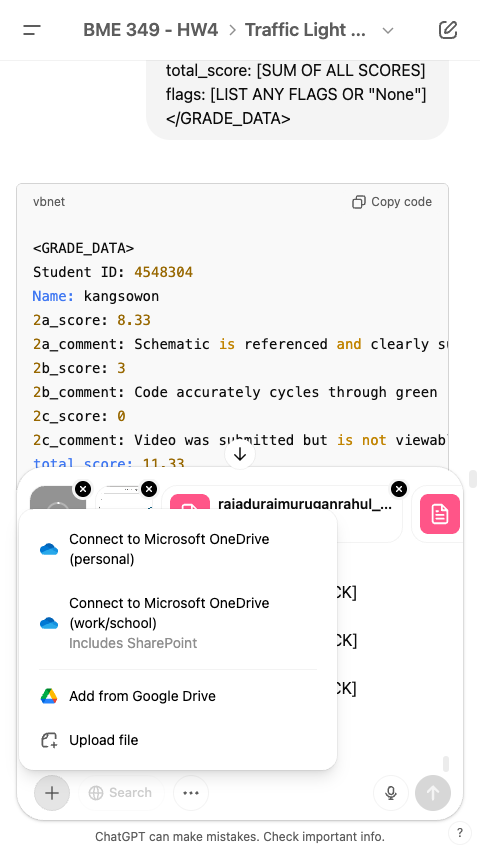 BME 349 - HW4 > Traffic Light ...
total_score: [SUM OF ALL SCORES]
flags: [LIST ANY FLAGS OR "None"]
</GRADE_DATA>
vbnet
Copy code
<GRADE_DATA>
Student ID: 4548304
Name: kangsowon
2a_score: 8.33
2a_comment: Schematic is referenced and clearly
2b_score: 3
2b_comment: Code accurately cycles through green
2c_score: 0
2c_comment: Video was submitted but is not
total_score: 11.33
rajaduraimuruganrahul_...
Connect to Microsoft OneDrive
(personal)
Connect to Microsoft OneDrive
(work/school)
Includes SharePoint
Add from Google Drive
Upload file
CK]
CK]
CK]
Search
ChatGPT can make mistakes. Check important info.
?